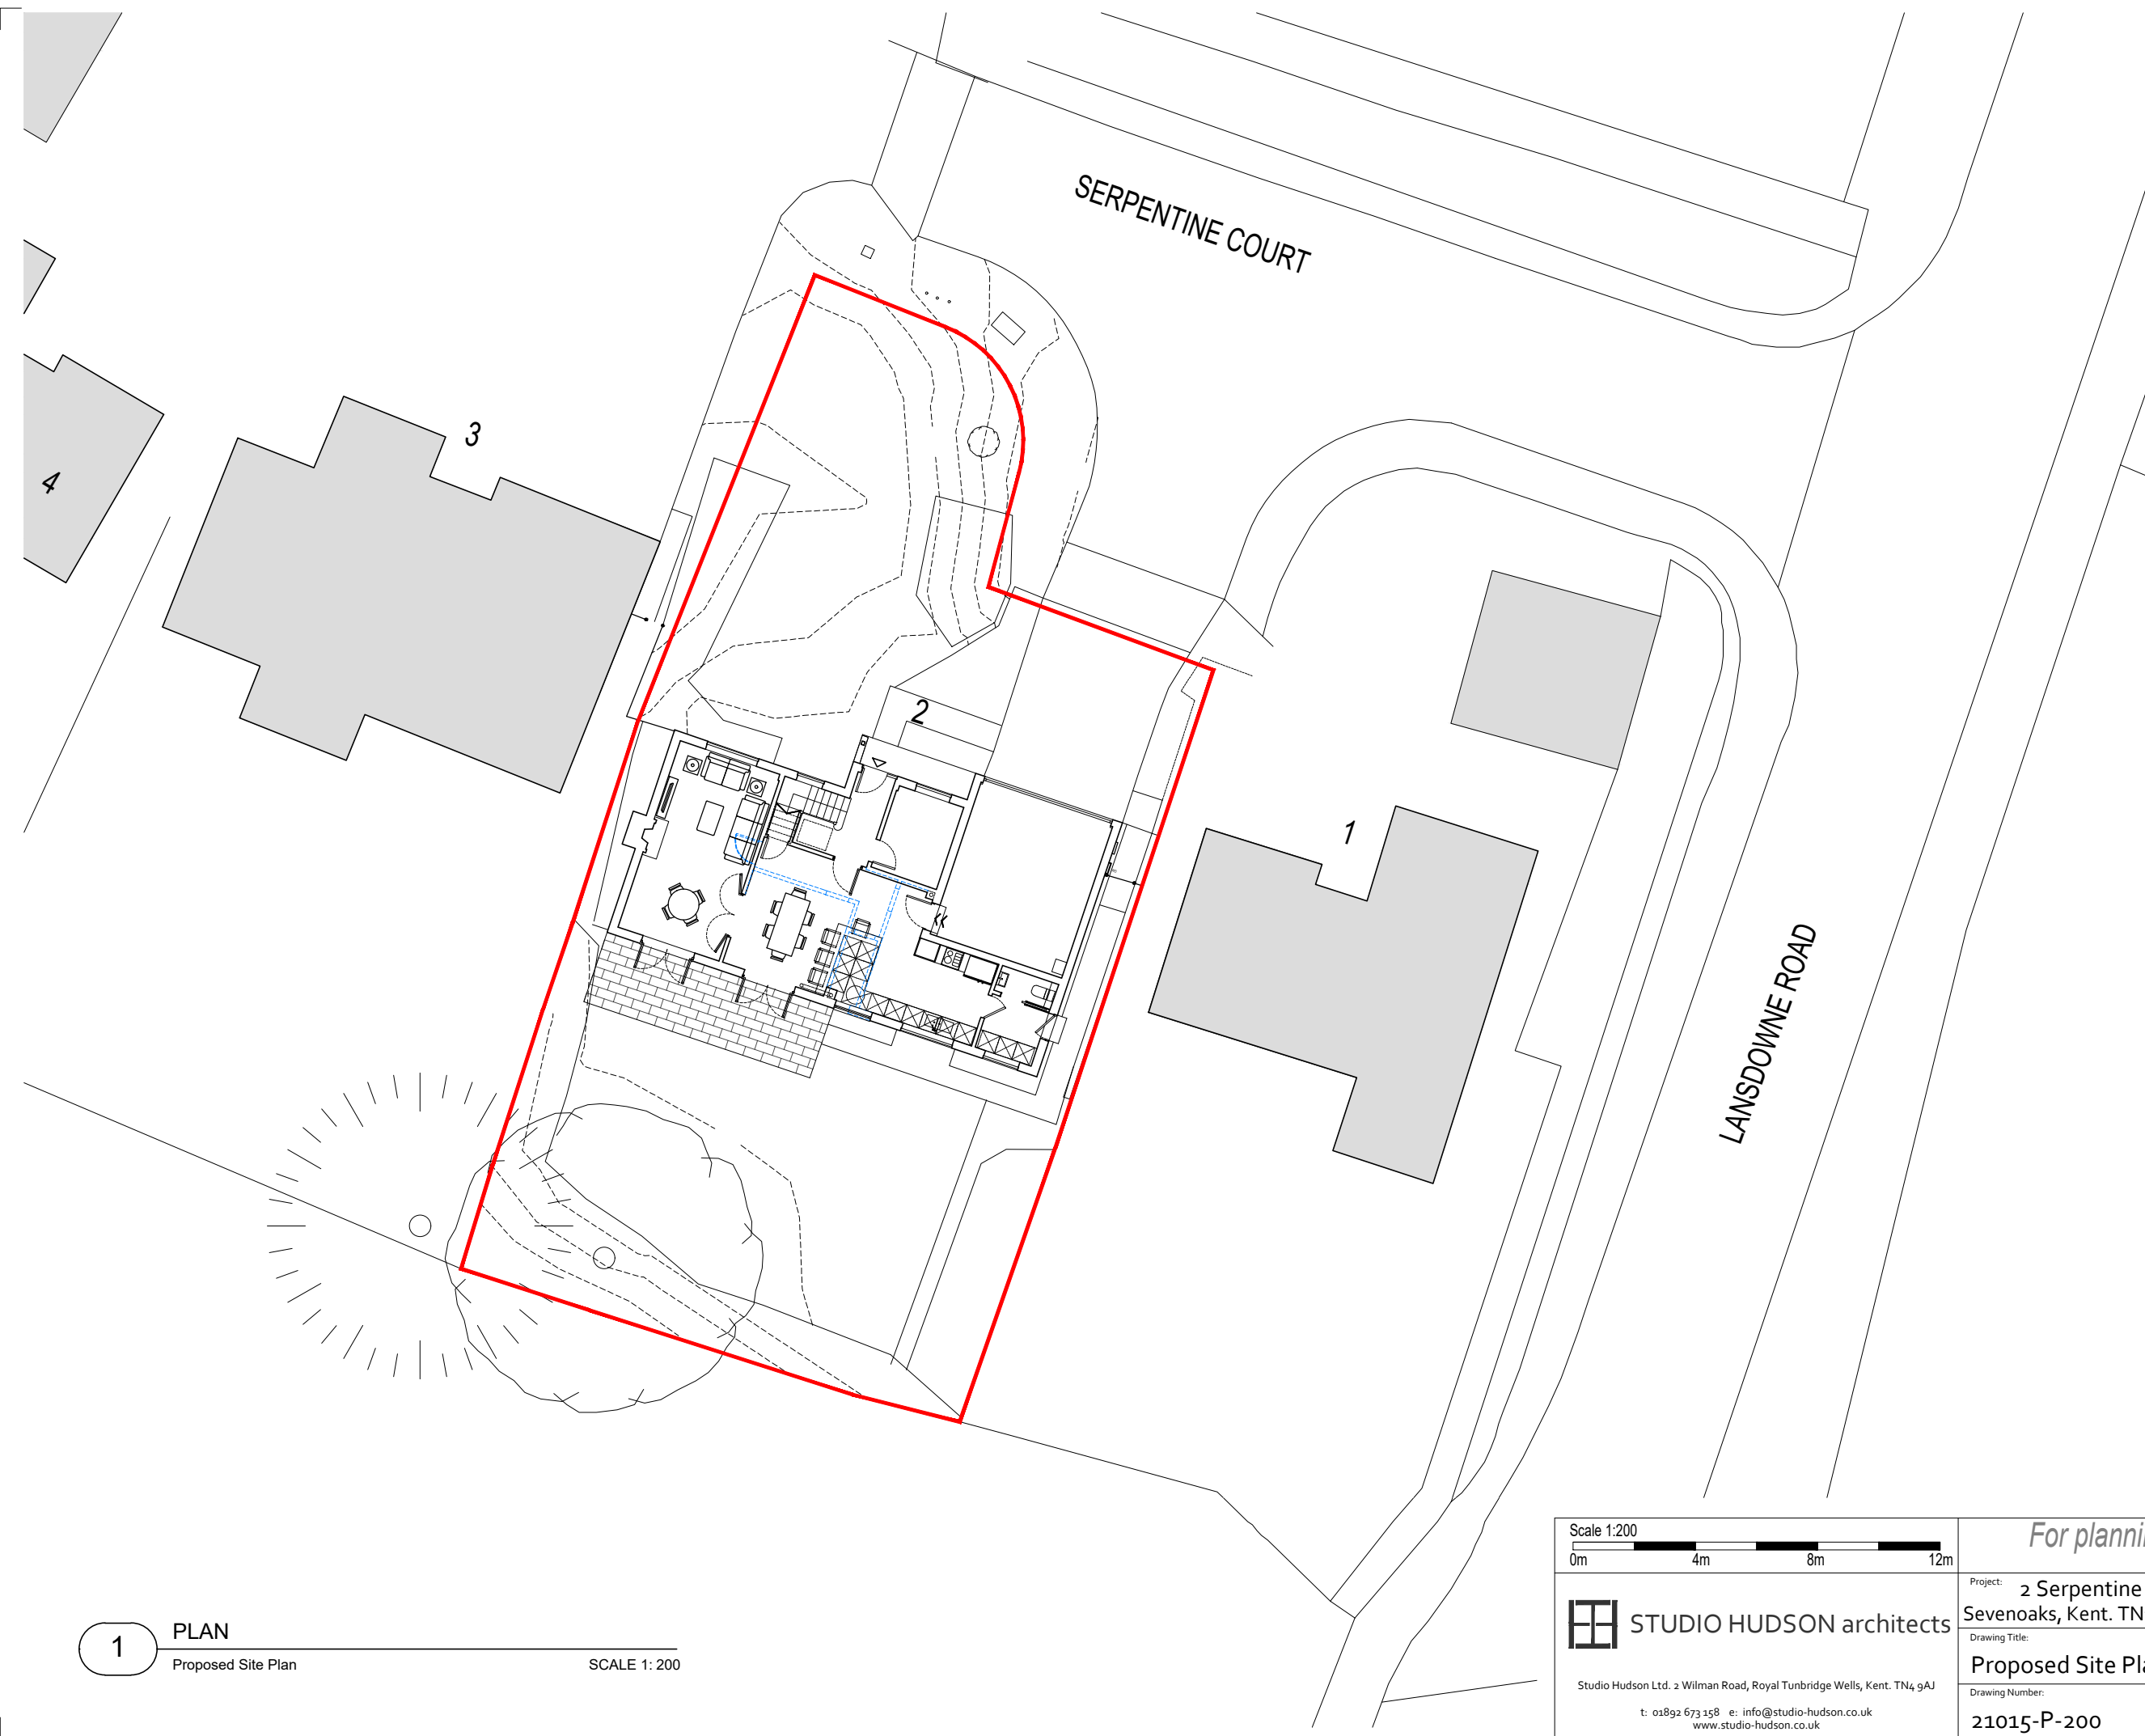 SERPENTINE COURT
3
4
2
1
LANSDOWNE ROAD
1
PLAN
Proposed Site Plan
SCALE 1: 200
Scale 1:200
0m 4m 8m 12m
STUDIO HUDSON architects
Studio Hudson Ltd. 2 Wilman Road, Royal Tunbridge Wells, Kent. TN4 9AJ
t: 01892 673 158 e: info@studio-hudson.co.uk
www.studio-hudson.co.uk
For
Project: 2 Serpentine
Sevenoaks, Kent. TN
Drawing Title:
Proposed Site
Drawing Number:
21015-P-200